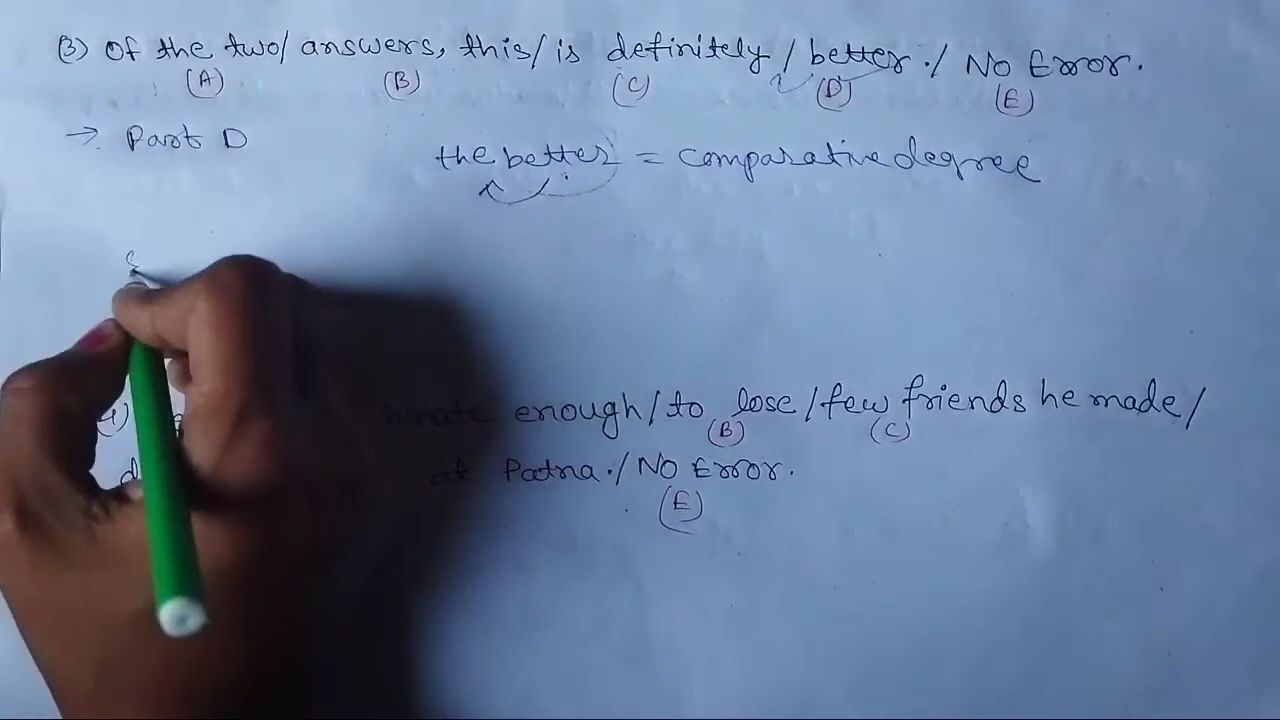 3) Of the two/ answers, this/ is definitely / better ./ No Error.
(A) (B) (C) (D) (E)
→ Part D
the better = comparative degree
enough/ to lose / few friends he made /
(B) (C)
at Patna ./ No Error.
(E)